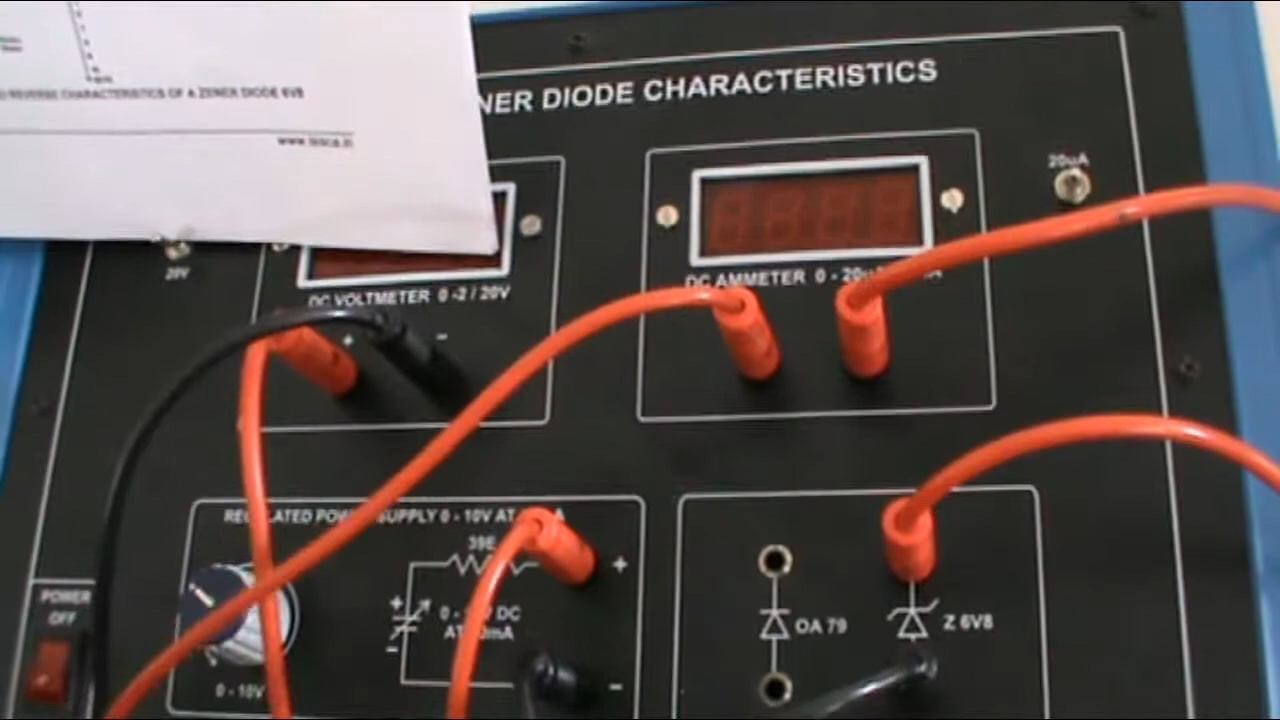 REVERSE CHARACTERISTICS OF A ZENER DIODE 6V8
www.tesca.in
NER DIODE CHARACTERISTICS
20uA
20V
DC VOLTMETER 0 -2 / 20V
DC AMMETER 0 - 20u
+ -
REGULATED POWER SUPPLY 0 - 10V AT
39E
+
+
0 - V DC
AT 0mA
-
-
0 - 10V
POWER
OFF
OA 79
Z 6V8